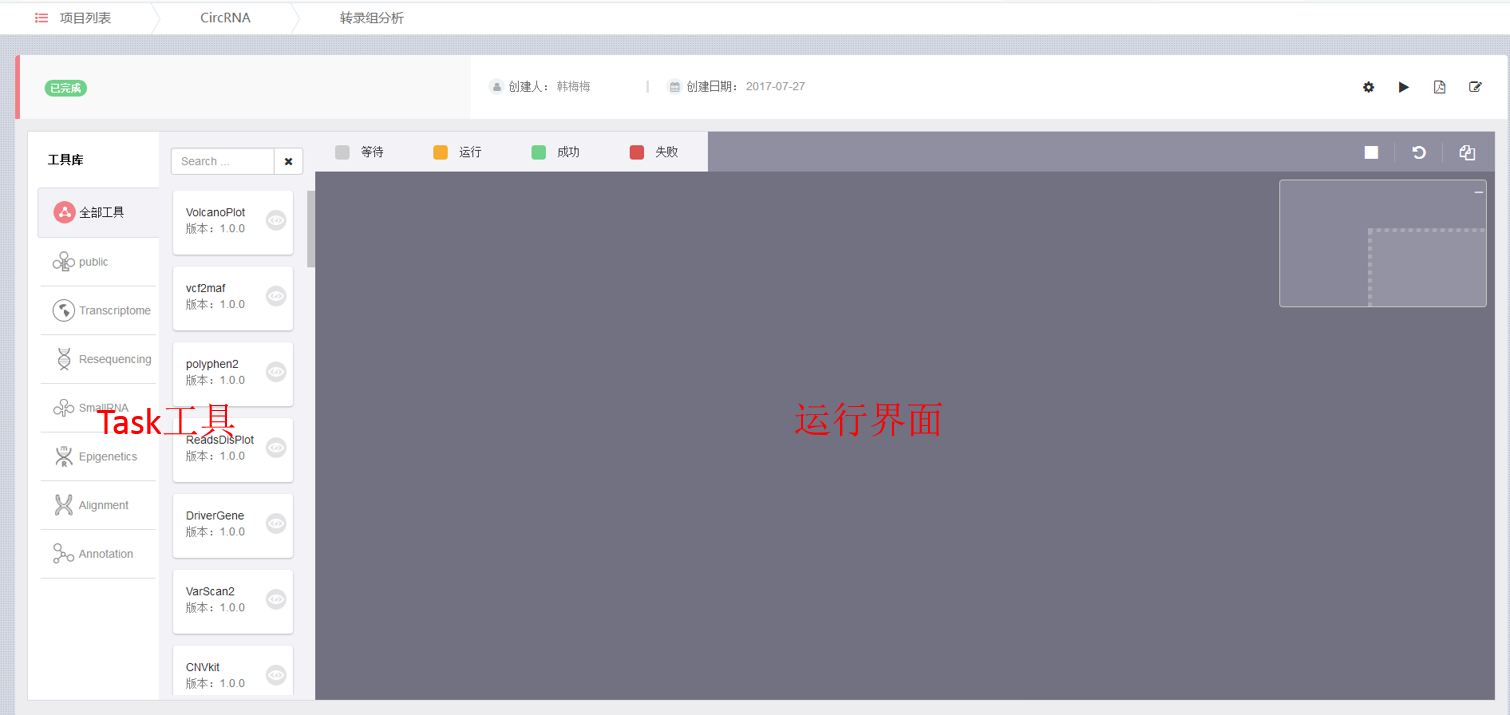 项目列表 CircRNA 转录组分析
已完成 创建人： 韩梅梅 创建日期： 2017-07-27
工具库
全部工具
public
Transcriptome
Resequencing
SmallRNA
Epigenetics
Alignment
Annotation
Task工具
Search ...
VolcanoPlot
版本：1.0.0
vcf2maf
版本：1.0.0
polyphen2
版本：1.0.0
ReadsDisPlot
版本：1.0.0
DriverGene
版本：1.0.0
VarScan2
版本：1.0.0
CNVkit
版本：1.0.0
等待 运行 成功 失败
运行界面